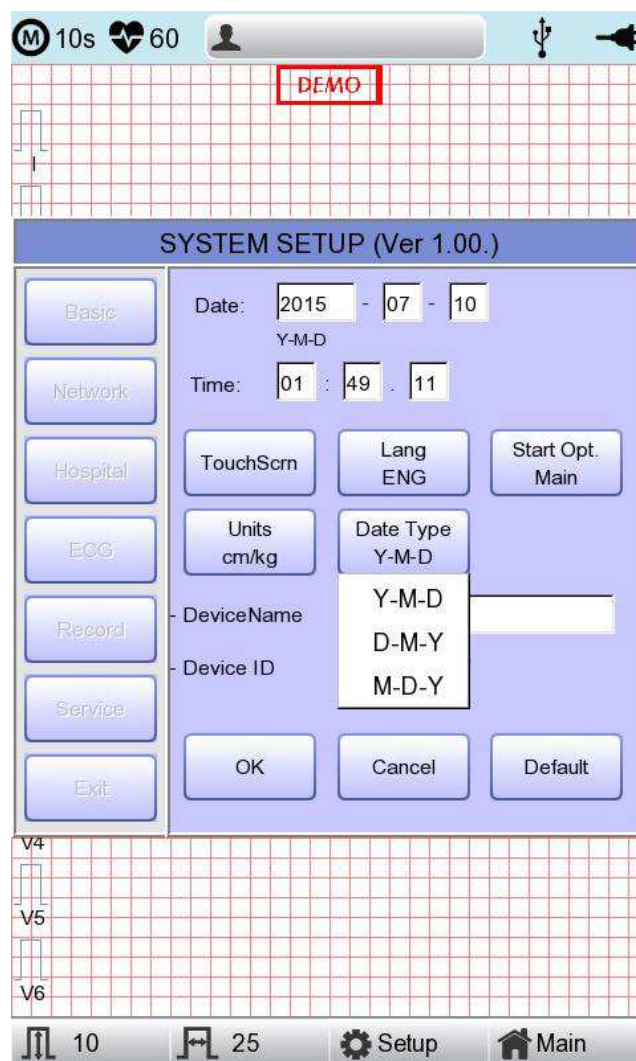 M 10s 60
DEMO
I
SYSTEM SETUP (Ver 1.00.)
Basic
Network
Hospital
ECG
Record
Service
Exit
Date: 2015 - 07 - 10
Y-M-D
Time: 01 : 49 . 11
TouchScrn
Lang
ENG
Start Opt.
Main
Units
cm/kg
Date Type
Y-M-D
Y-M-D
D-M-Y
M-D-Y
- DeviceName
- Device ID
OK
Cancel
Default
V4
V5
V6
10
25
Setup
Main